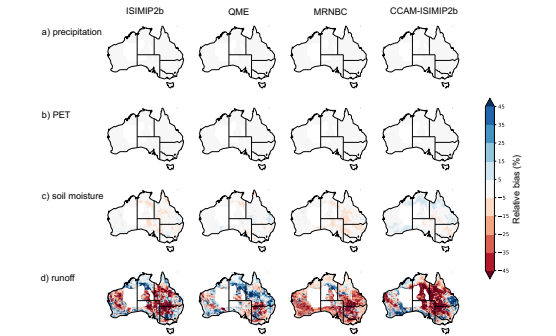 ISIMIP2b QME MRNBC CCAM-ISIMIP2b
a) precipitation
b) PET
c) soil moisture
d) runoff
45
35
25
15
5
−5
−15
−25
−35
−45
Relative bias (%)